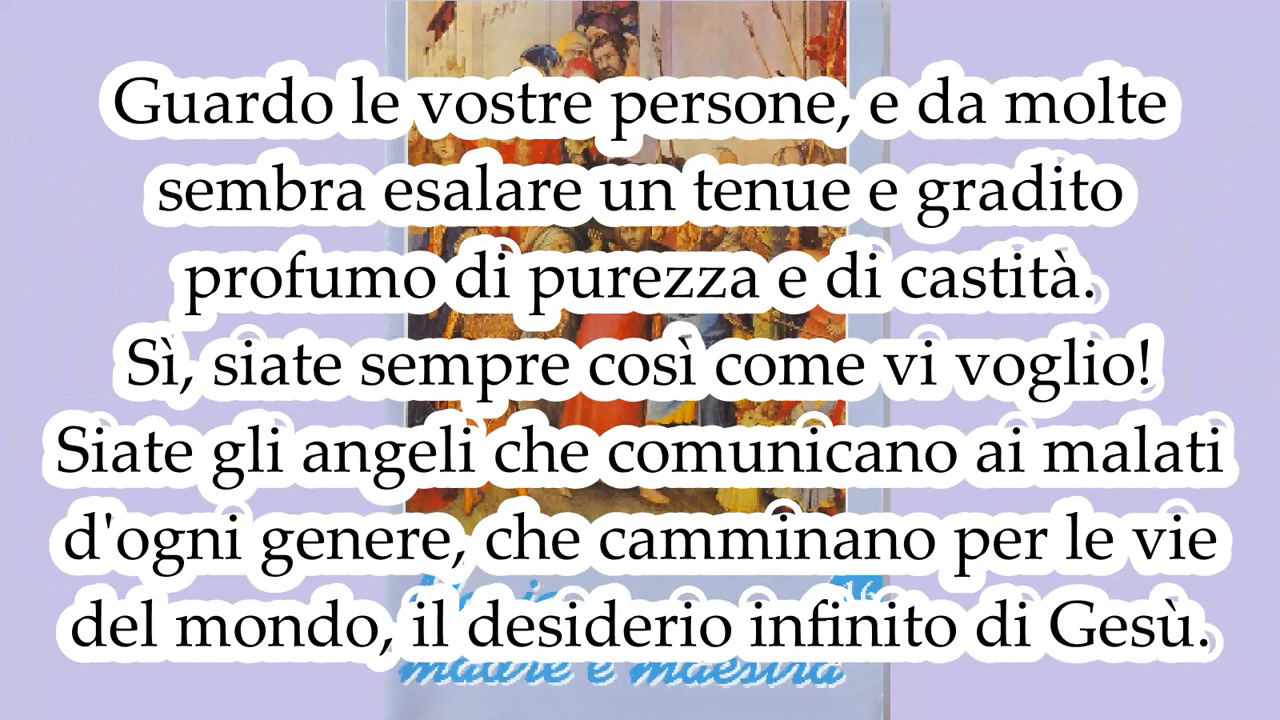 Guardo le vostre persone, e da molte
sembra esalare un tenue e gradito
profumo di purezza e di castità.
Sì, siate sempre così come vi voglio!
Siate gli angeli che comunicano ai malati
d'ogni genere, che camminano per le vie
del mondo, il desiderio infinito di Gesù.
madre e maestra